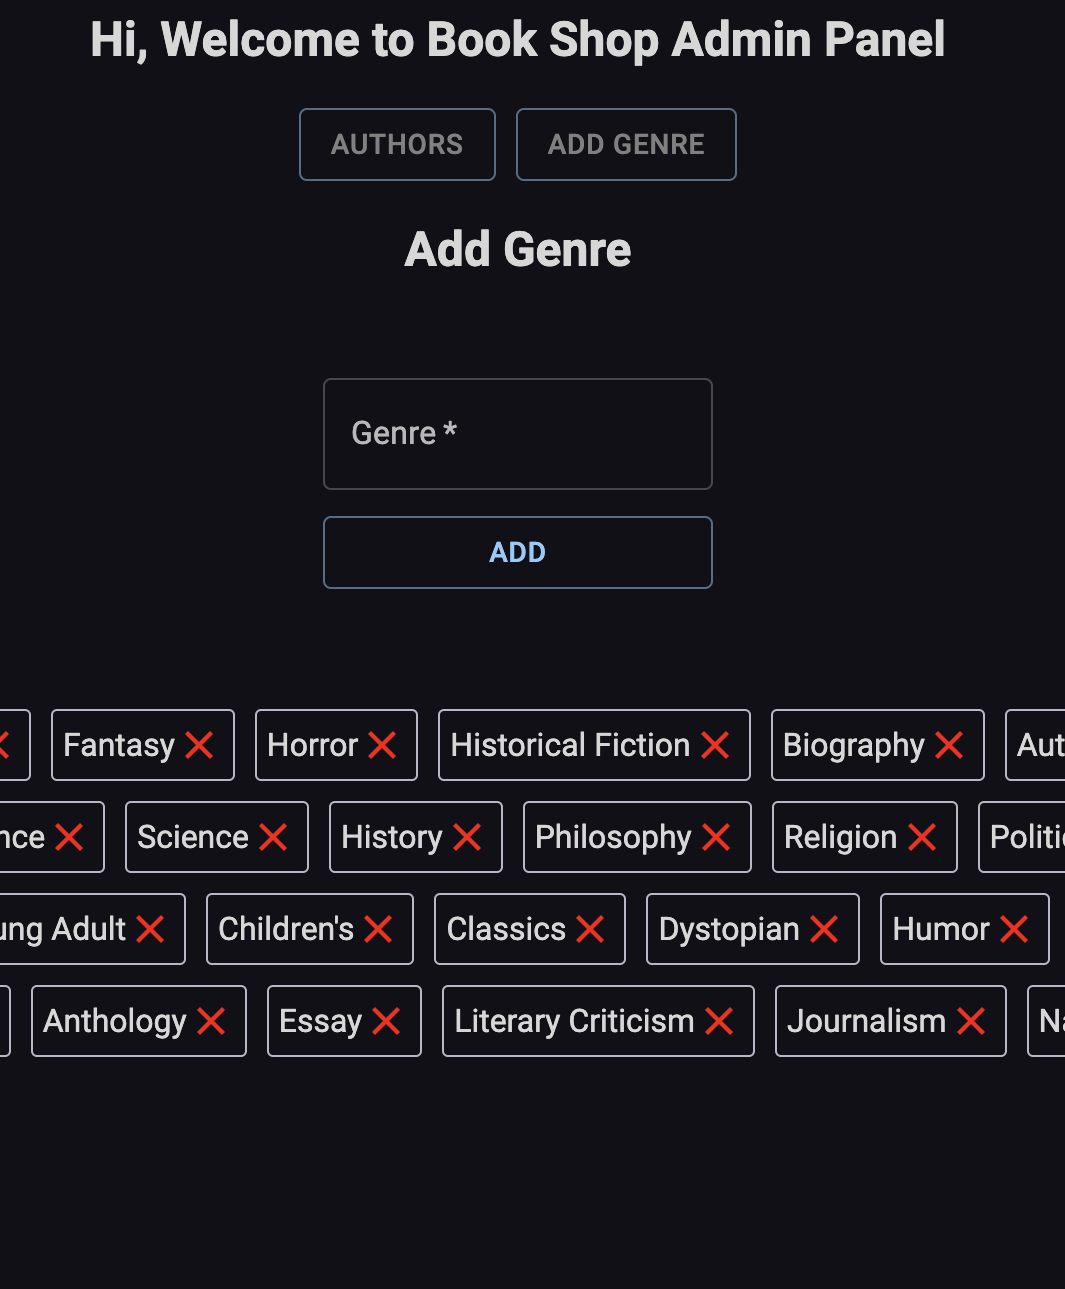 Hi, Welcome to Book Shop Admin Panel
AUTHORS ADD GENRE
Add Genre
Genre *
ADD
Fantasy Horror Historical Fiction Biography Aut
nce Science History Philosophy Religion Politi
ung Adult Children's Classics Dystopian Humor
Anthology Essay Literary Criticism Journalism Na